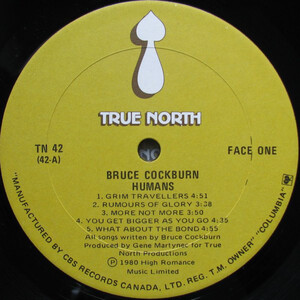 TRUE NORTH
TN 42
(42-A)
FACE ONE
BRUCE COCKBURN
HUMANS
1. GRIM TRAVELLERS 4:51
2. RUMOURS OF GLORY 3:38
3. MORE NOT MORE 3:50
4. YOU GET BIGGER AS YOU GO 4:35
5. WHAT ABOUT THE BOND 4:55
All songs written by Bruce Cockburn
Produced by Gene Martynec for True
North Productions
℗ 1980 High Romance
Music Limited
"MANUFACTURED BY CBS RECORDS CANADA, LTD. REG. T.M. OWNER" "COLUMBIA"